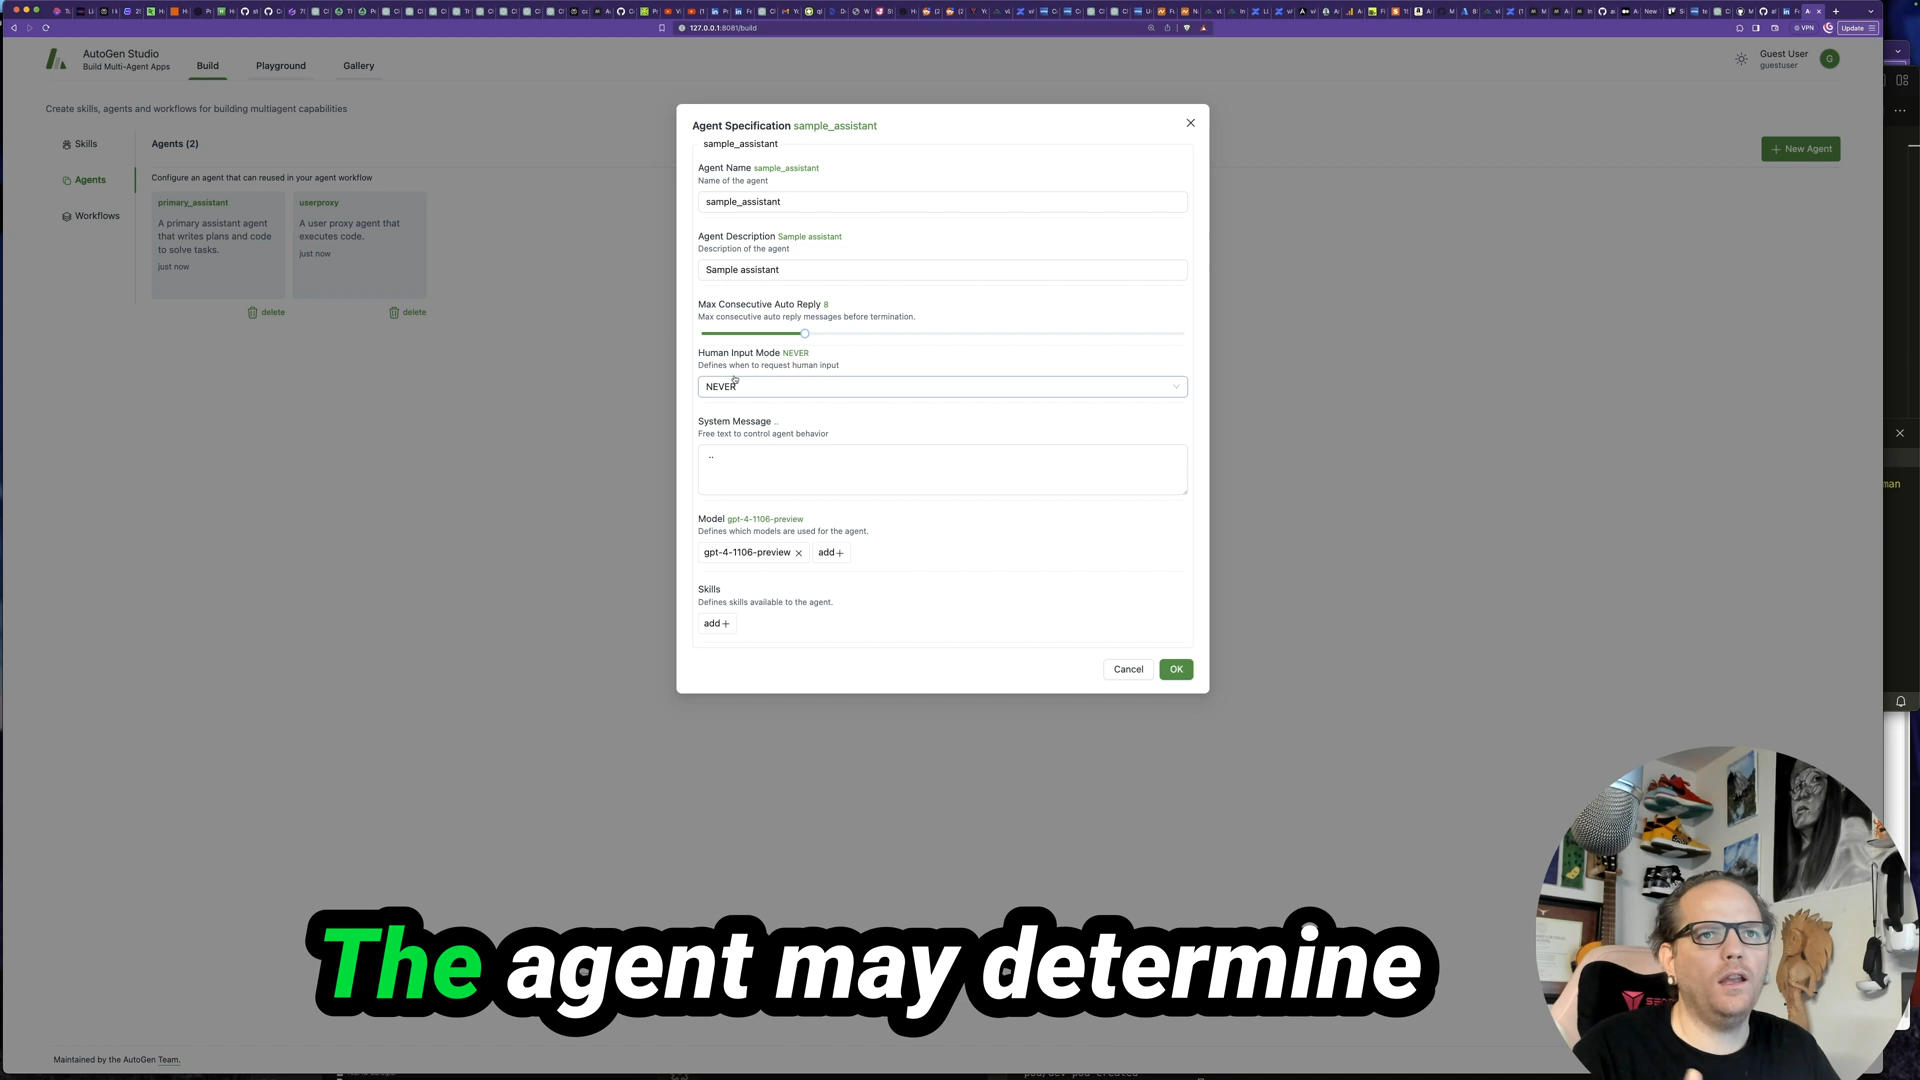 127.0.0.1:8081/build
VPN
Update
AutoGen Studio
Build Multi-Agent Apps
Build
Playground
Gallery
Guest User
guestuser
G
Create skills, agents and workflows for building multiagent capabilities
Skills
Agents
Workflows
Agents (2)
New Agent
Configure an agent that can reused in your agent workflow
primary_assistant
A primary assistant agent
that writes plans and code
to solve tasks.
just now
delete
userproxy
A user proxy agent that
executes code.
just now
delete
Agent Specification sample_assistant
sample_assistant
Agent Name sample_assistant
Name of the agent
sample_assistant
Agent Description Sample assistant
Description of the agent
Sample assistant
Max Consecutive Auto Reply 8
Max consecutive auto reply messages before termination.
Human Input Mode NEVER
Defines when to request human input
NEVER
System Message ..
Free text to control agent behavior
..
Model gpt-4-1106-preview
Defines which models are used for the agent.
gpt-4-1106-preview
add
Skills
Defines skills available to the agent.
add
Cancel
OK
The agent may determine
Maintained by the AutoGen Team.